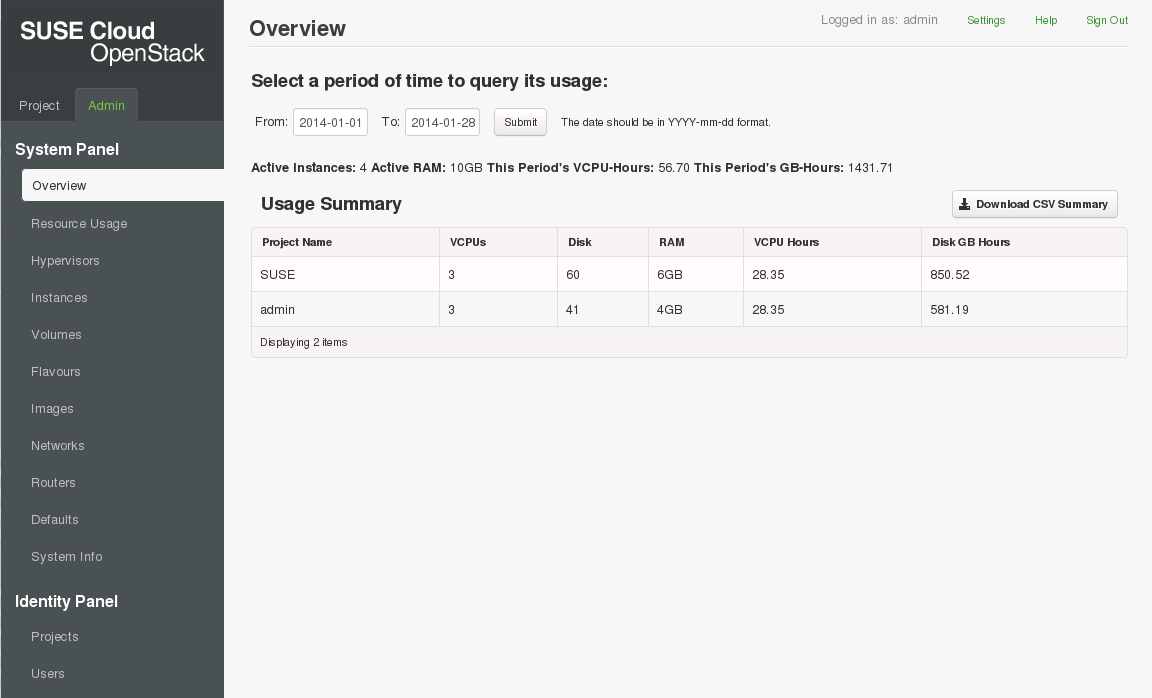 SUSE Cloud
OpenStack
Project Admin
System Panel
Overview
Resource Usage
Hypervisors
Instances
Volumes
Flavours
Images
Networks
Routers
Defaults
System Info
Identity Panel
Projects
Users
Overview
Logged in as: admin Settings Help Sign Out
Select a period of time to query its usage:
From: 2014-01-01 To: 2014-01-28 Submit The date should be in YYYY-mm-dd format.
Active Instances: 4 Active RAM: 10GB This Period's VCPU-Hours: 56.70 This Period's GB-Hours: 1431.71
Usage Summary
Download CSV Summary
Project Name VCPUs Disk RAM VCPU Hours Disk GB Hours
SUSE 3 60 6GB 28.35 850.52
admin 3 41 4GB 28.35 581.19
Displaying 2 items